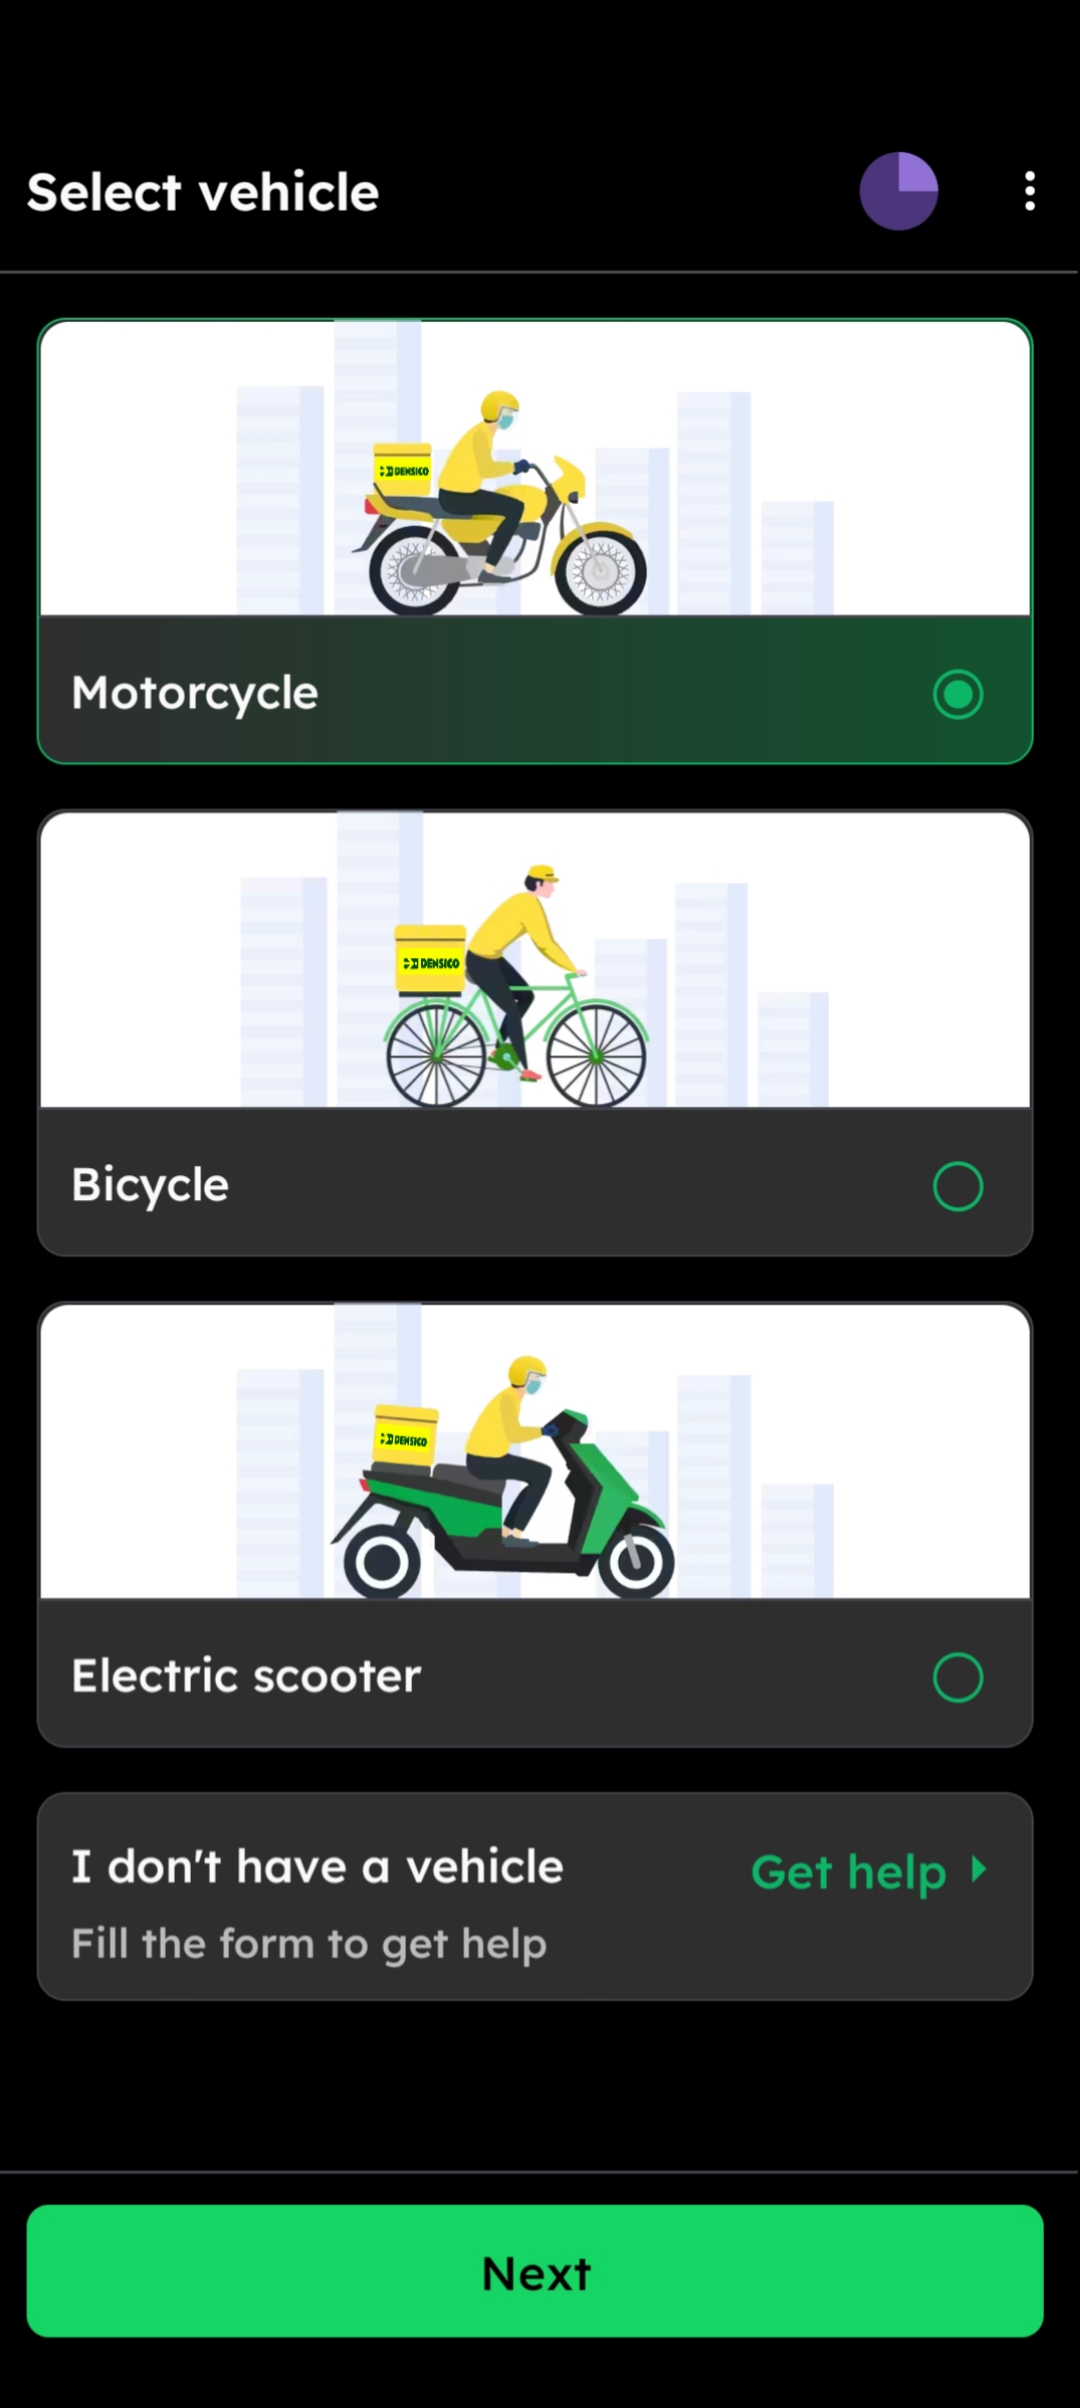 Select vehicle
DENSICO
Motorcycle
DENSICO
Bicycle
DENSICO
Electric scooter
I don't have a vehicle
Get help
Fill the form to get help
Next